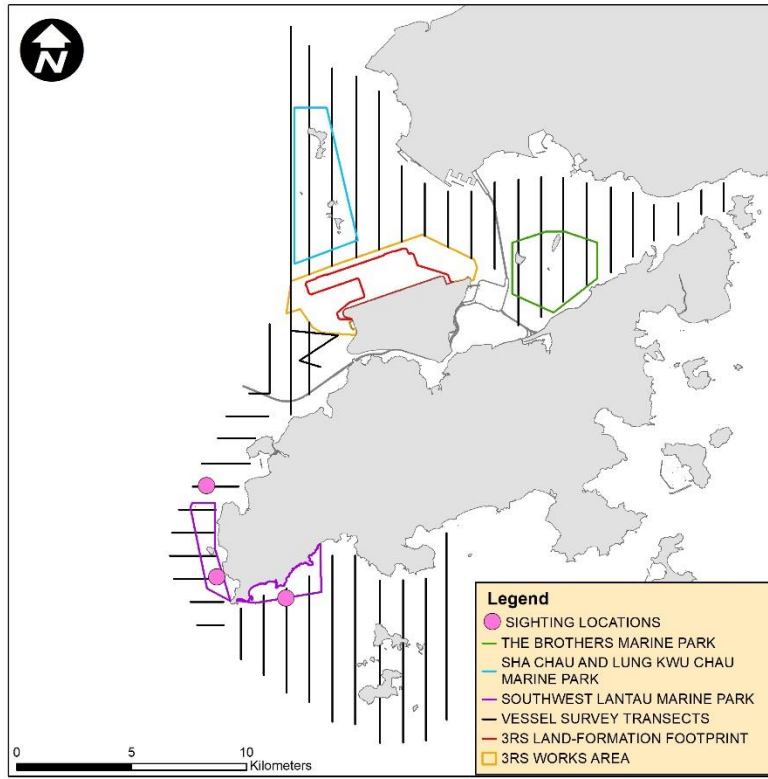 N
Legend
SIGHTING LOCATIONS
THE BROTHERS MARINE PARK
SHA CHAU AND LUNG KWU CHAU
MARINE PARK
SOUTHWEST LANTAU MARINE PARK
VESSEL SURVEY TRANSECTS
3RS LAND-FORMATION FOOTPRINT
3RS WORKS AREA
0 5 10
Kilometers